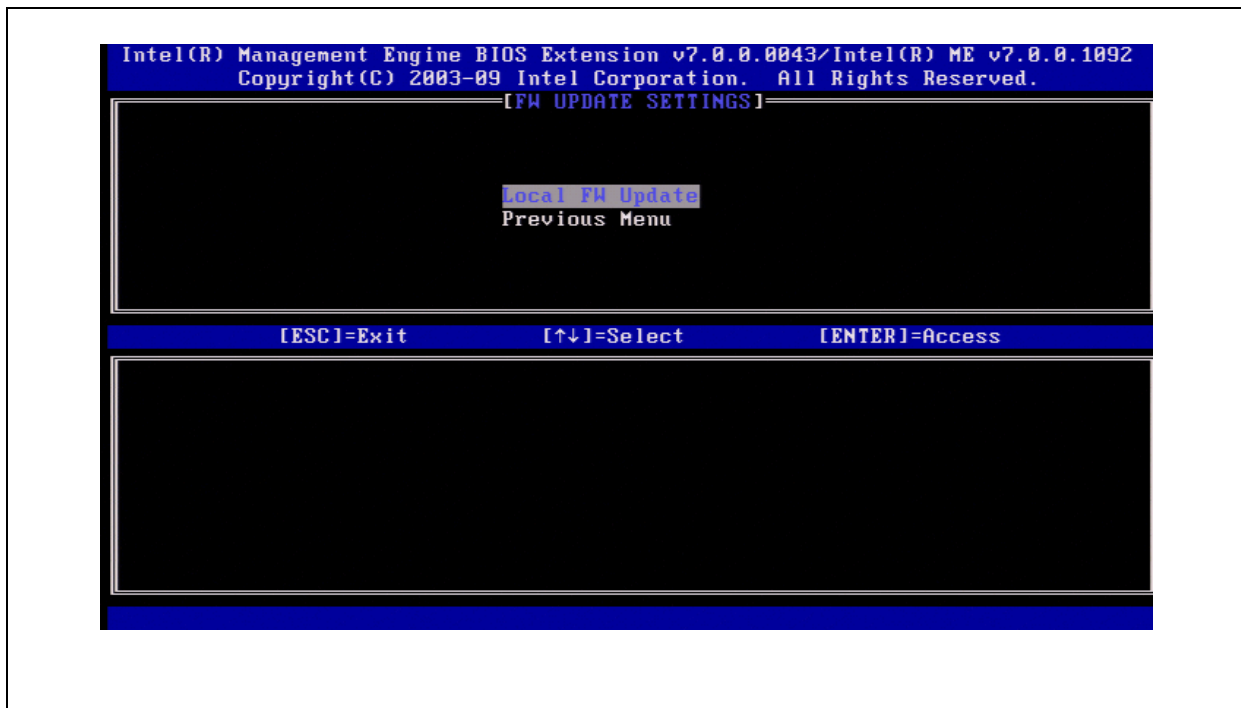 Intel(R) Management Engine BIOS Extension v7.0.0.0043/Intel(R) ME v7.0.0.1092
Copyright(C) 2003-09 Intel Corporation. All Rights Reserved.
[FW UPDATE SETTINGS]
Local FW Update
Previous Menu
[ESC]=Exit [↑↓]=Select [ENTER]=Access